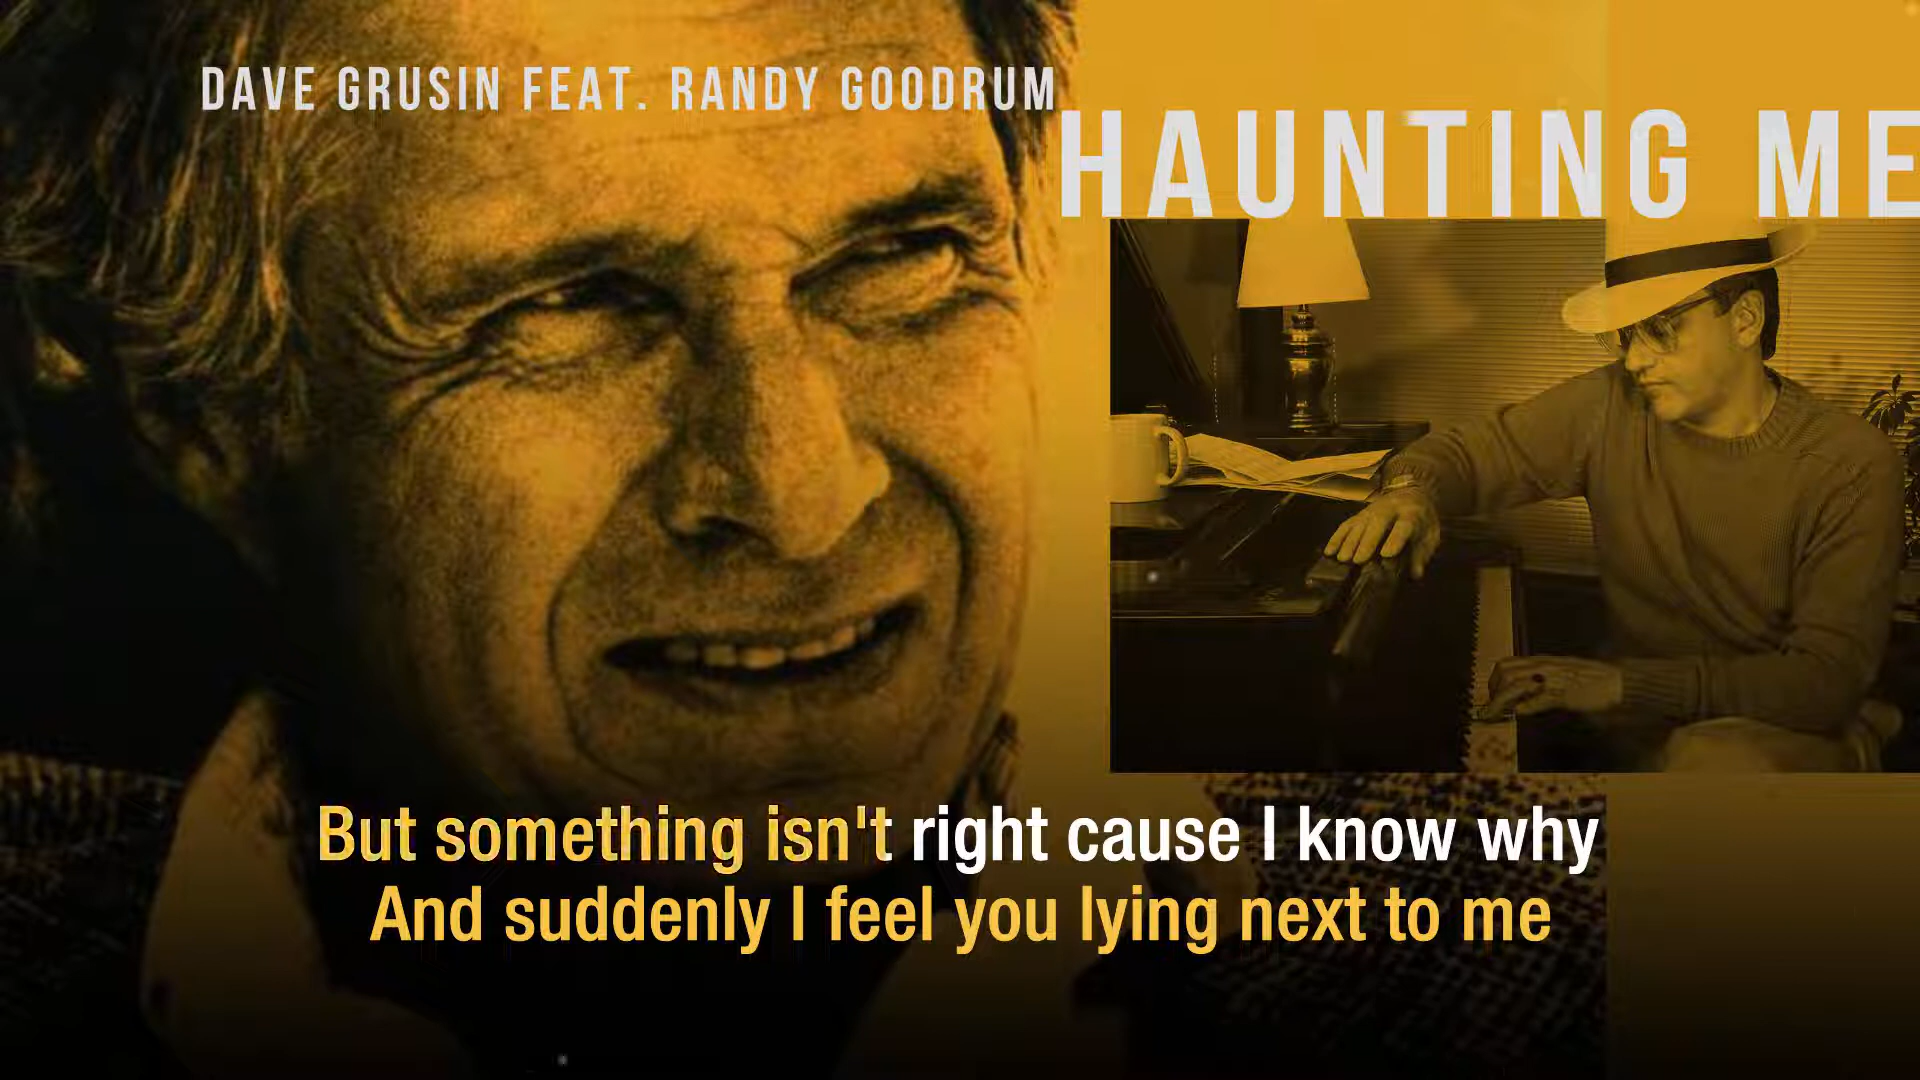 DAVE GRUSIN FEAT. RANDY GOODRUM
HAUNTING ME
But something isn't right cause I know why
And suddenly I feel you lying next to me